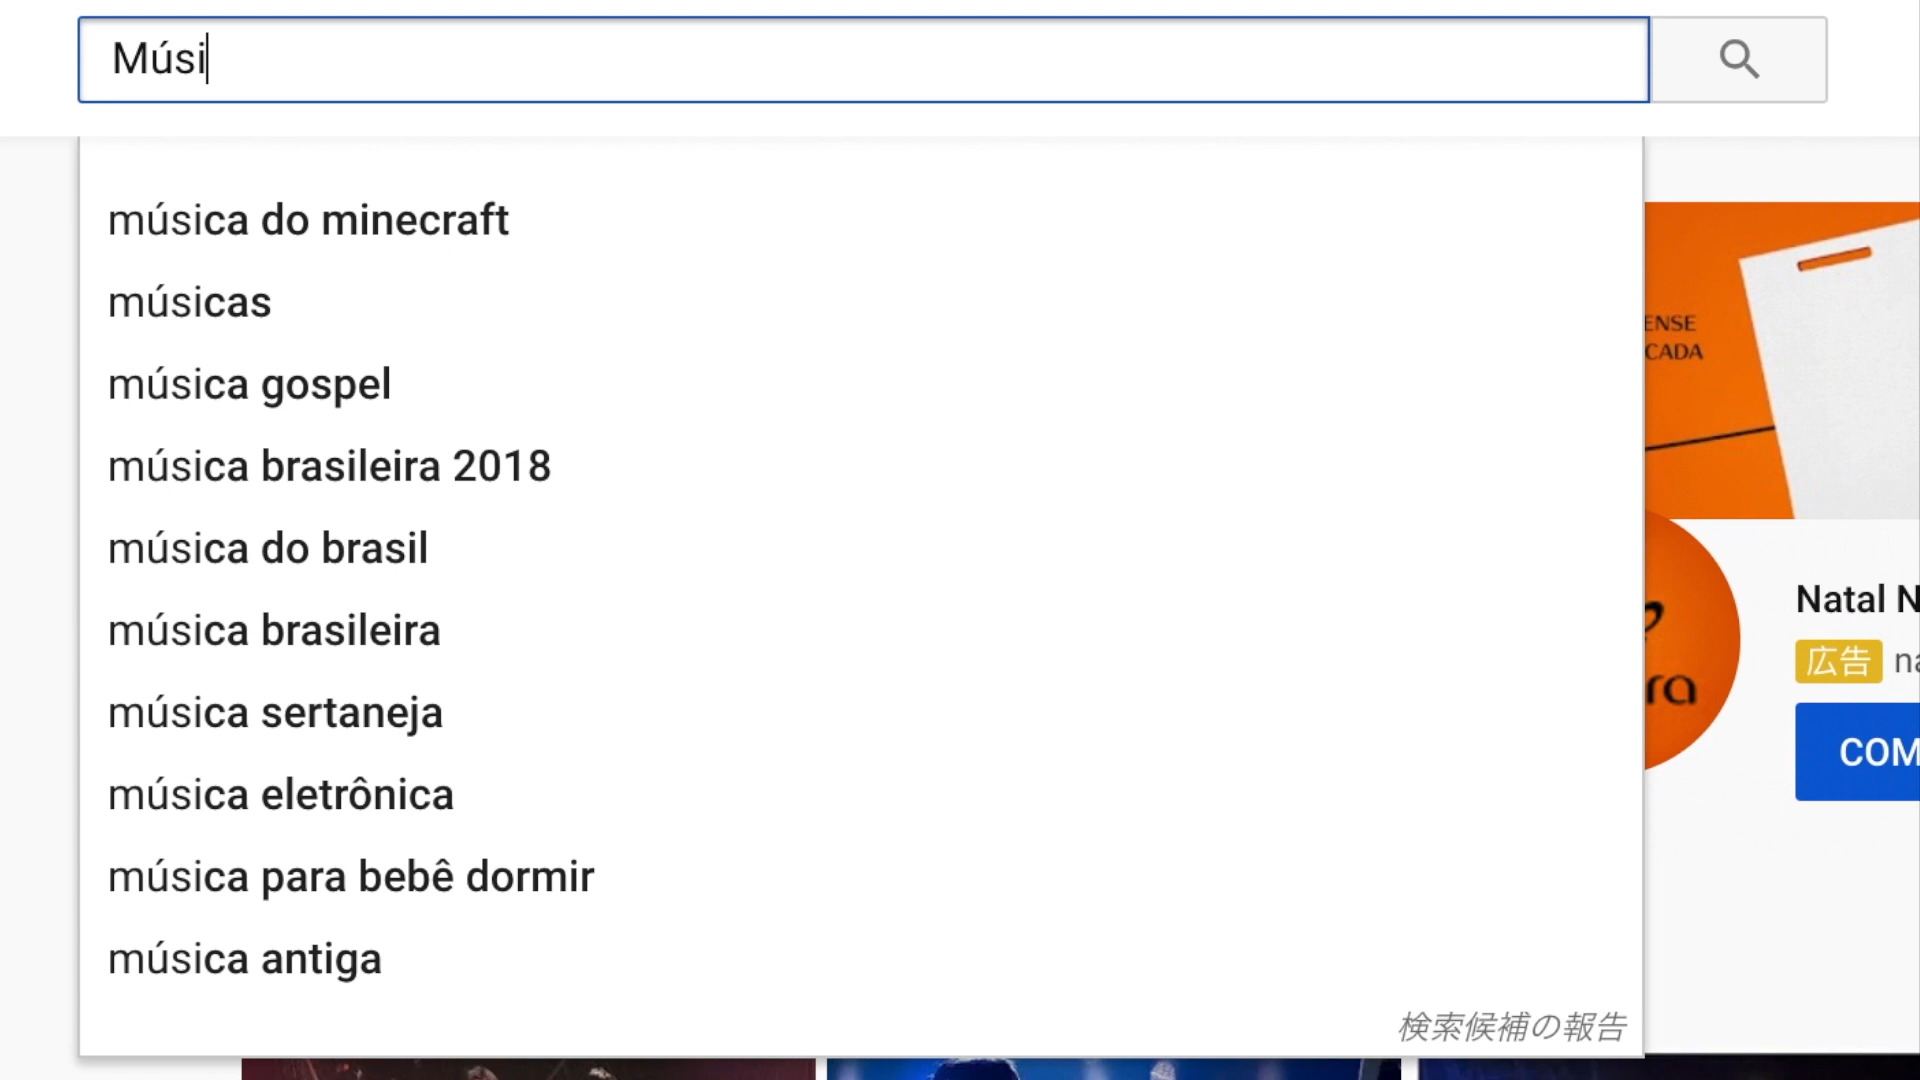 Músi
música do minecraft
músicas
música gospel
música brasileira 2018
música do brasil
música brasileira
música sertaneja
música eletrônica
música para bebê dormir
música antiga
検索候補の報告
ENSE
CADA
ra
Natal N
広告 na
COM